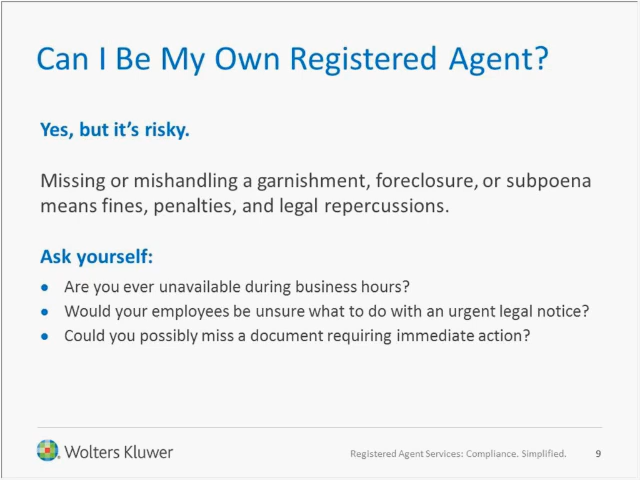 Can I Be My Own Registered Agent?
Yes, but it's risky.
Missing or mishandling a garnishment, foreclosure, or subpoena
means fines, penalties, and legal repercussions.
Ask yourself:
• Are you ever unavailable during business hours?
• Would your employees be unsure what to do with an urgent legal notice?
• Could you possibly miss a document requiring immediate action?
Wolters Kluwer
Registered Agent Services: Compliance. Simplified. 9